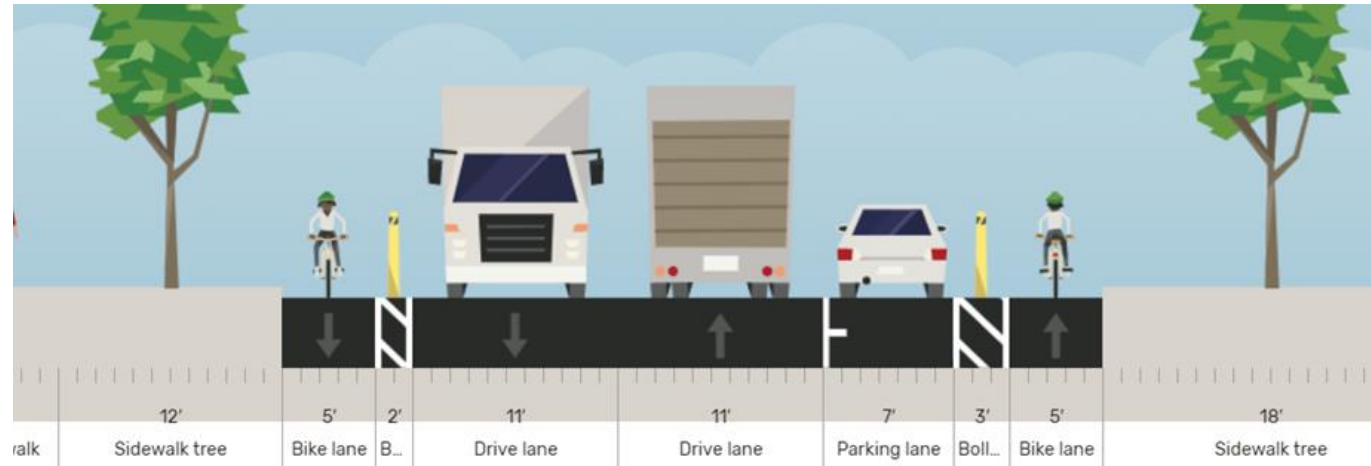 12' 5' 2' 11' 11' 7' 3' 5' 18'
walk Sidewalk tree Bike lane B... Drive lane Drive lane Parking lane Boll... Bike lane Sidewalk tree